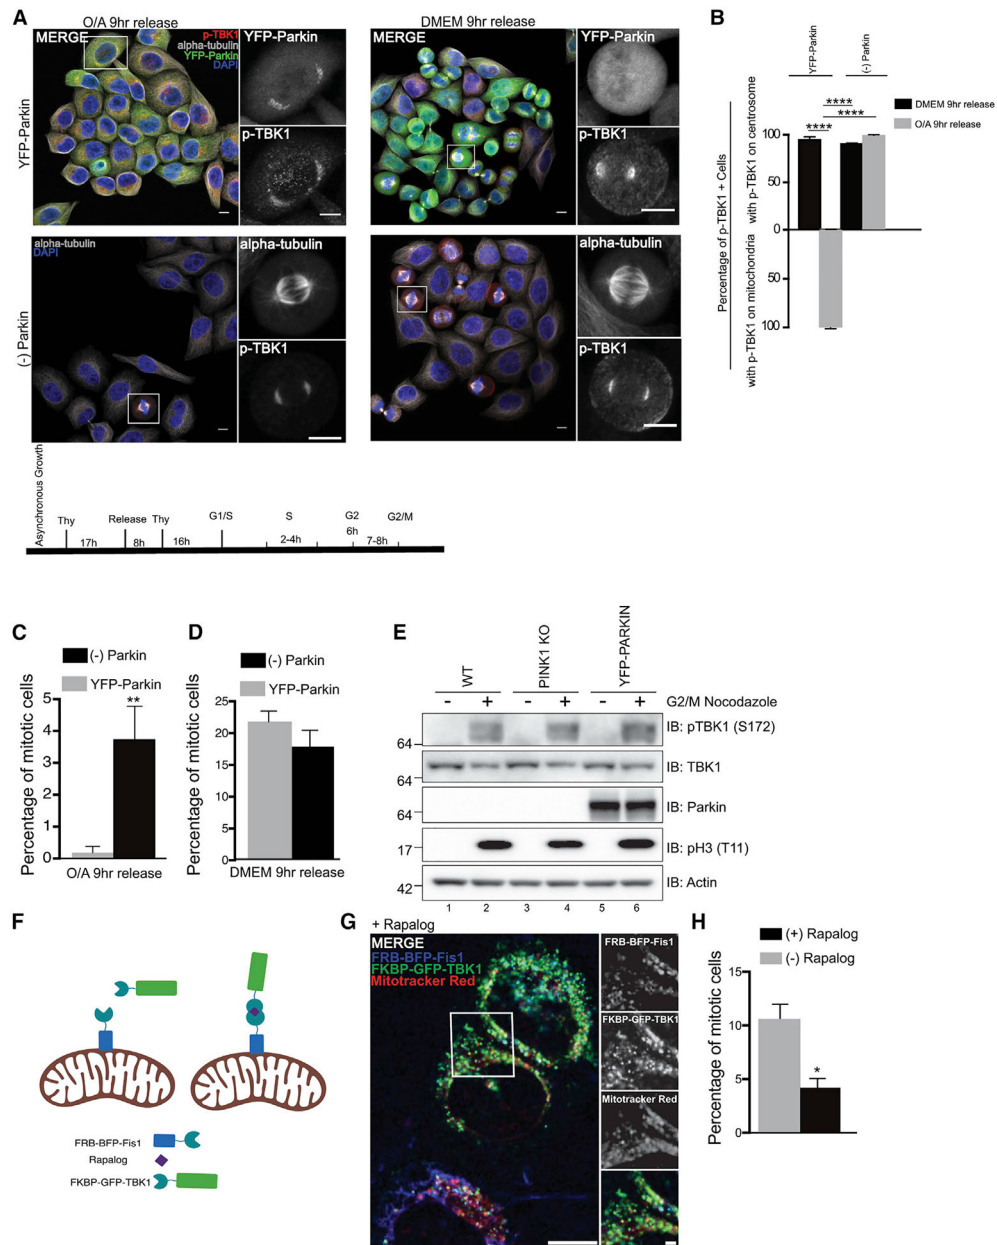 A
O/A 9hr release
DMEM 9hr release
YFP-Parkin
MERGE
p-TBK1
alpha-tubulin
YFP-Parkin
DAPI
YFP-Parkin
p-TBK1
MERGE
YFP-Parkin
p-TBK1
(-) Parkin
alpha-tubulin
DAPI
alpha-tubulin
p-TBK1
alpha-tubulin
p-TBK1
Asynchronous Growth
Thy
Release
Thy
G1/S
S
G2
G2/M
17h
8h
16h
2-4h
6h
7-8h
B
YFP-Parkin
(-) Parkin
DMEM 9hr release
O/A 9hr release
****
****
****
Percentage of p-TBK1 + Cells
with p-TBK1 on centrosome
with p-TBK1 on mitochondria
100
50
0
50
100
C
(-) Parkin
YFP-Parkin
Percentage of mitotic cells
5
4
3
2
1
0
**
O/A 9hr release
D
(-) Parkin
YFP-Parkin
Percentage of mitotic cells
25
20
15
10
5
0
DMEM 9hr release
E
WT
PINK1 KO
YFP-PARKIN
- + - + - + G2/M Nocodazole
64 IB: pTBK1 (S172)
64 IB: TBK1
64 IB: Parkin
17 IB: pH3 (T11)
42 IB: Actin
1 2 3 4 5 6
F
FRB-BFP-Fis1
Rapalog
FKBP-GFP-TBK1
G
+ Rapalog
MERGE
FRB-BFP-Fis1
FKBP-GFP-TBK1
Mitotracker Red
FRB-BFP-Fis1
FKBP-GFP-TBK1
Mitotracker Red
H
(+) Rapalog
(-) Rapalog
Percentage of mitotic cells
15
10
5
0
*